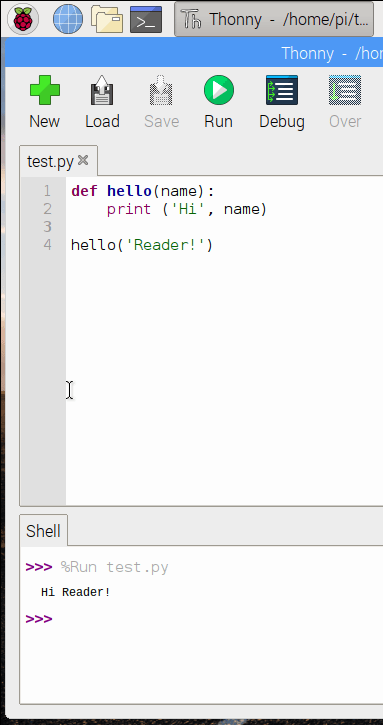 Thonny - /home/pi/t...
Thonny - /hor
New Load Save Run Debug Over
test.py
1 def hello(name):
2     print ('Hi', name)
3
4 hello('Reader!')
Shell
>>> %Run test.py
Hi Reader!
>>>